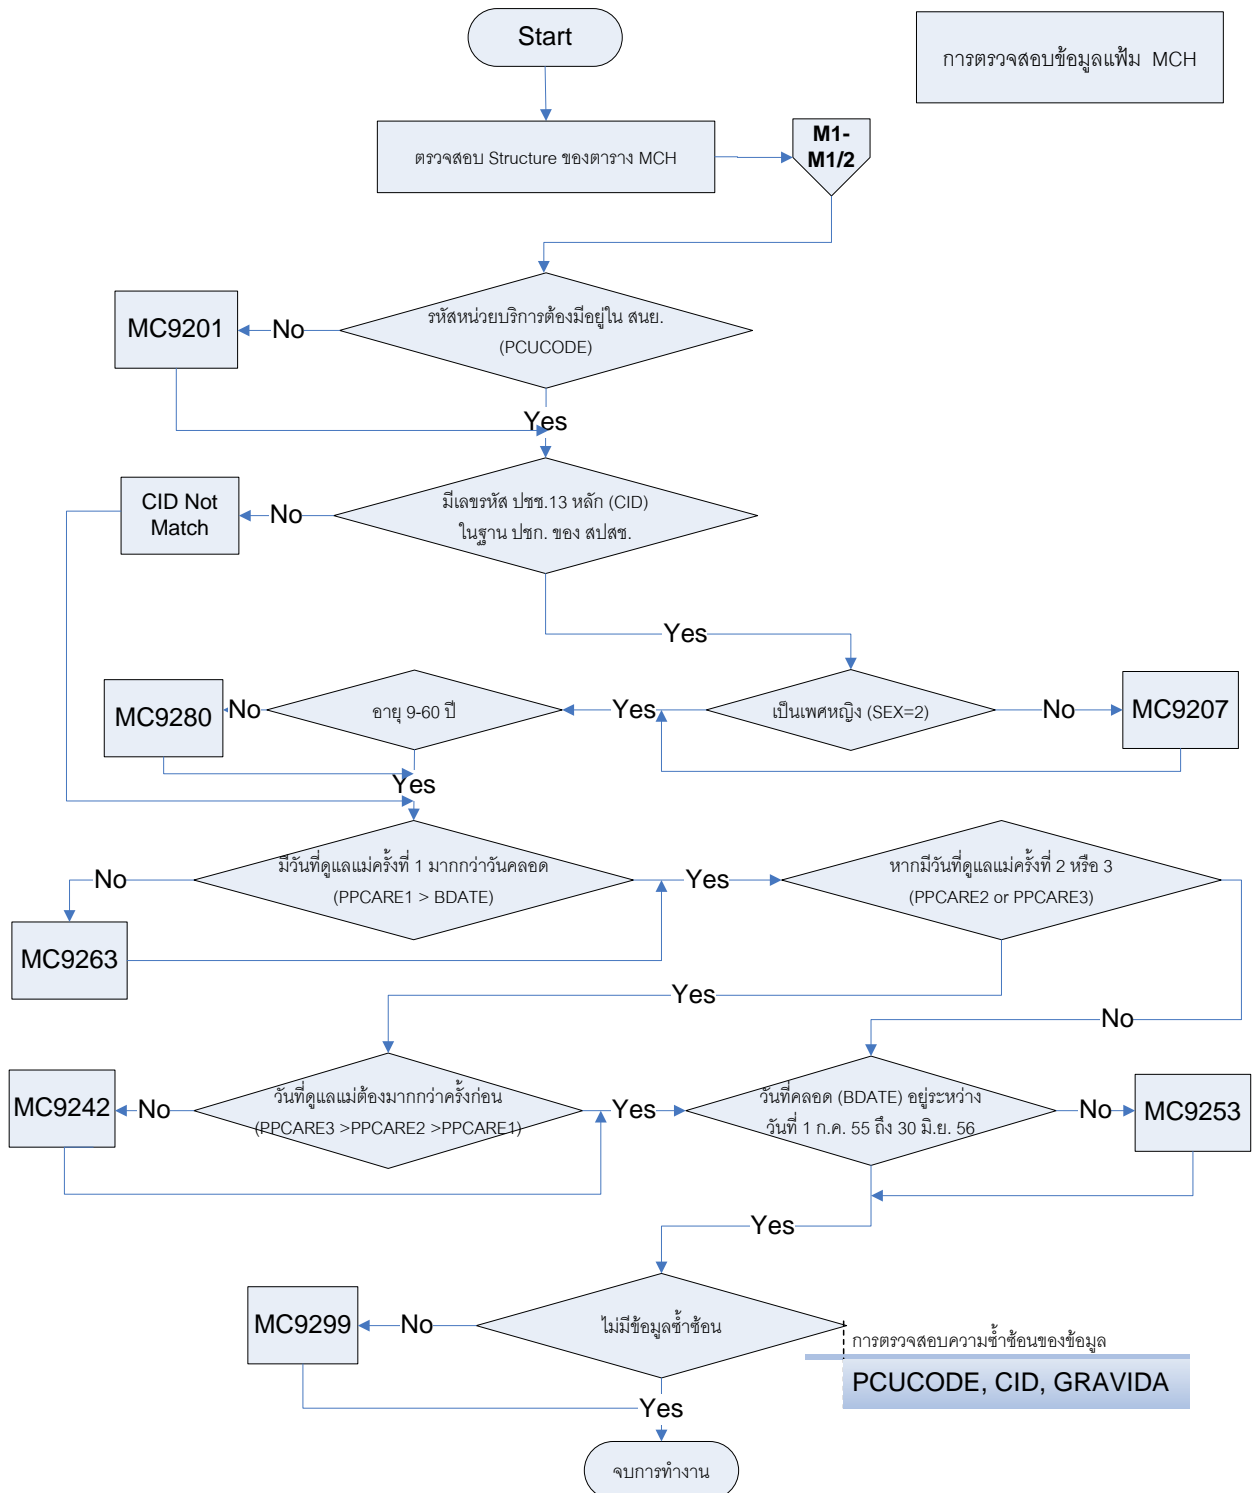 Start
การตรวจสอบข้อมูลแฟ้ม MCH
ตรวจสอบ Structure ของตาราง MCH
M1-
M1/2
รหัสหน่วยบริการต้องมีอยู่ใน สนย.
(PCUCODE)
No
MC9201
Yes
มีเลขรหัส ปชช.13 หลัก (CID)
ในฐาน ปชก. ของ สปสช.
No
CID Not
Match
Yes
เป็นเพศหญิง (SEX=2)
No
MC9207
Yes
อายุ 9-60 ปี
No
MC9280
Yes
มีวันที่ดูแลแม่ครั้งที่ 1 มากกว่าวันคลอด
(PPCARE1 > BDATE)
No
MC9263
Yes
หากมีวันที่ดูแลแม่ครั้งที่ 2 หรือ 3
(PPCARE2 or PPCARE3)
Yes
No
วันที่ดูแลแม่ต้องมากกว่าครั้งก่อน
(PPCARE3 >PPCARE2 >PPCARE1)
No
MC9242
Yes
วันที่คลอด (BDATE) อยู่ระหว่าง
วันที่ 1 ก.ค. 55 ถึง 30 มิ.ย. 56
No
MC9253
Yes
ไม่มีข้อมูลซ้ำซ้อน
No
MC9299
การตรวจสอบความซ้ำซ้อนของข้อมูล
PCUCODE, CID, GRAVIDA
Yes
จบการทำงาน